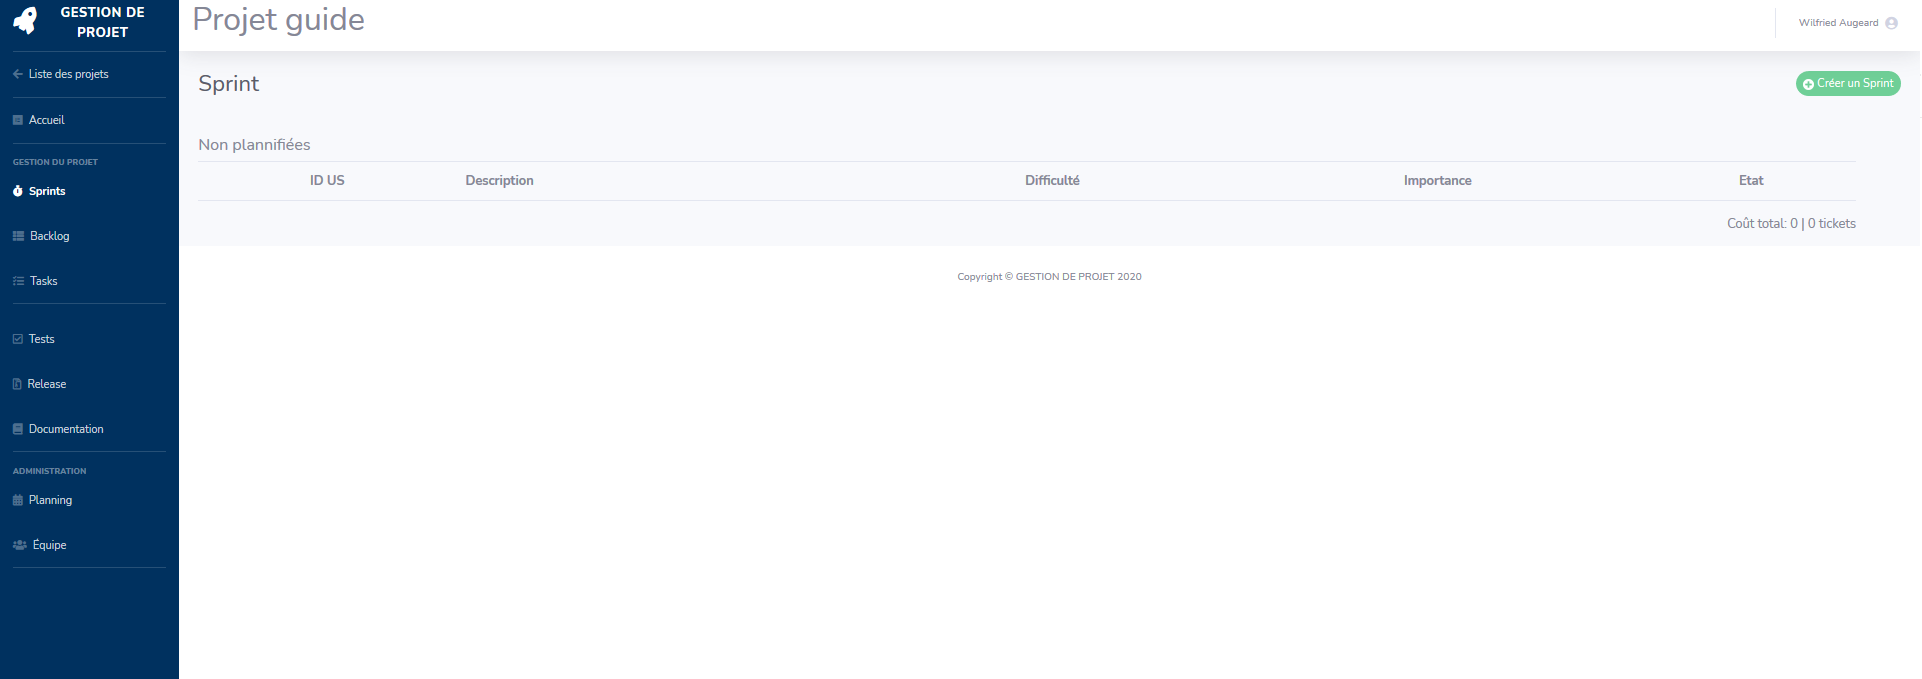 GESTION DE
PROJET
Liste des projets
Accueil
GESTION DU PROJET
Sprints
Backlog
Tasks
Tests
Release
Documentation
ADMINISTRATION
Planning
Équipe
Projet guide
Wilfried Augeard
Sprint
Créer un Sprint
Non plannifiées
ID US Description Difficulté Importance Etat
Coût total: 0 | 0 tickets
Copyright © GESTION DE PROJET 2020